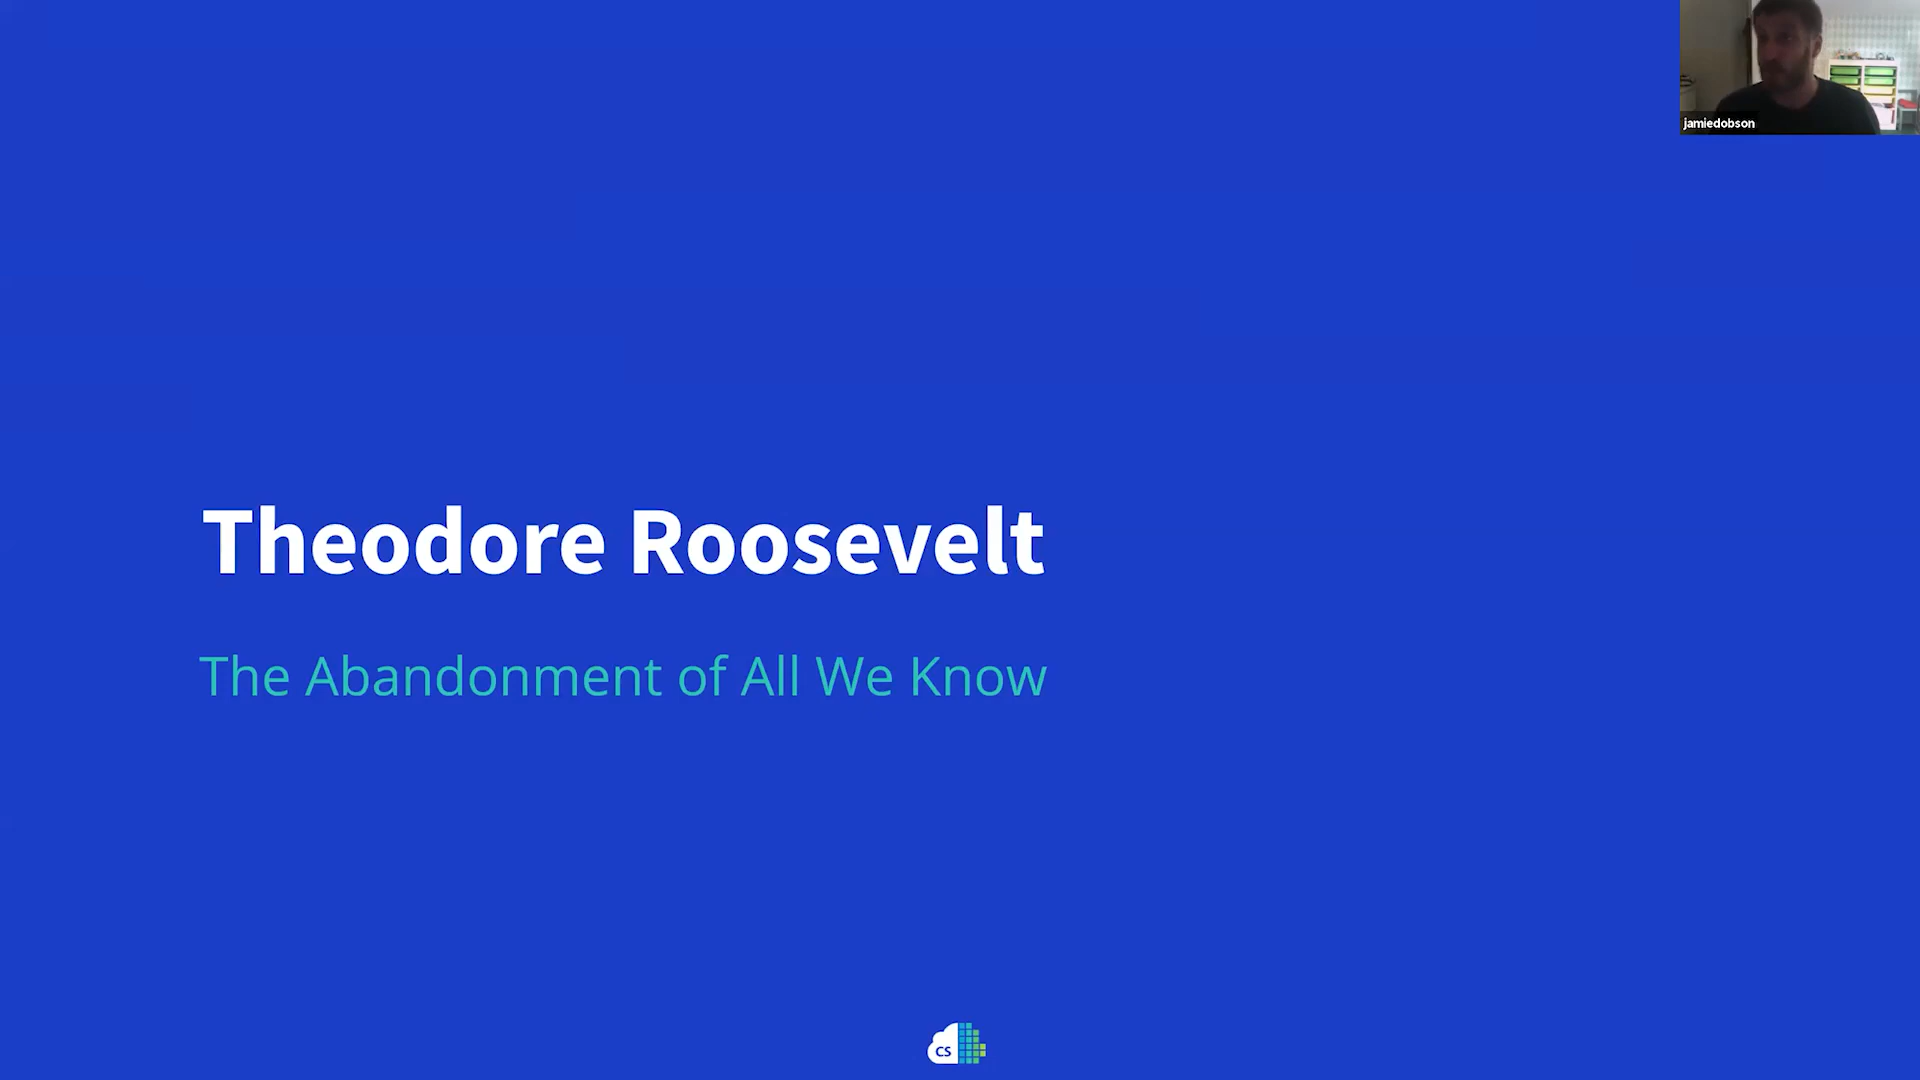 jamiedobson
Theodore Roosevelt
The Abandonment of All We Know
CS